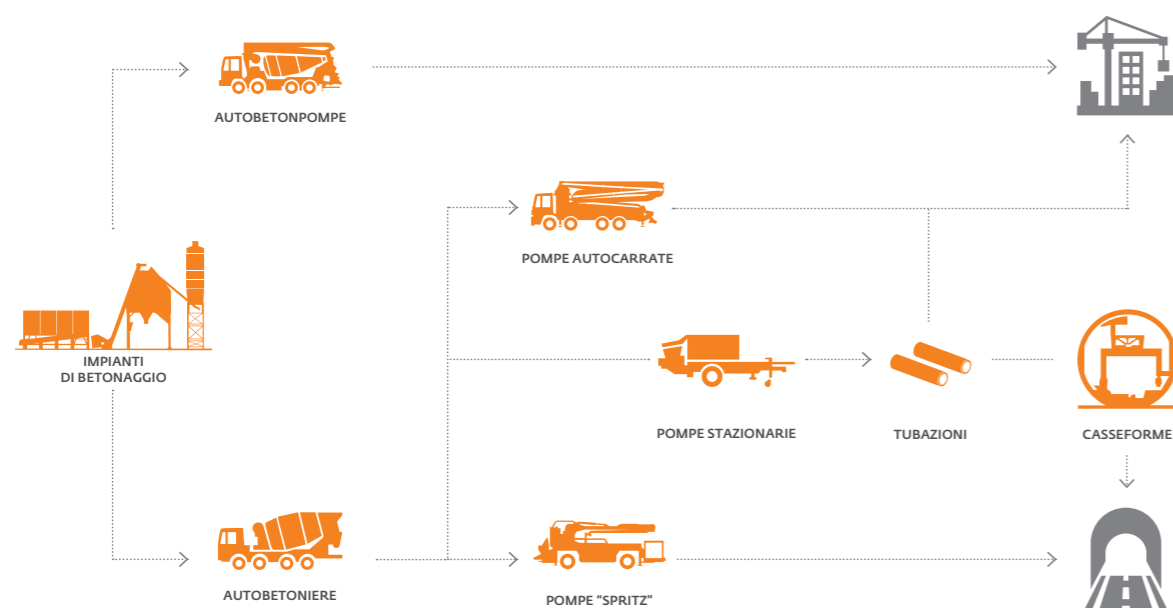 AUTOBETONPOMPE
POMPE AUTOCARRATE
IMPIANTI
DI BETONAGGIO
POMPE STAZIONARIE
TUBAZIONI
CASSEFORME
AUTOBETONIERE
POMPE "SPRITZ"